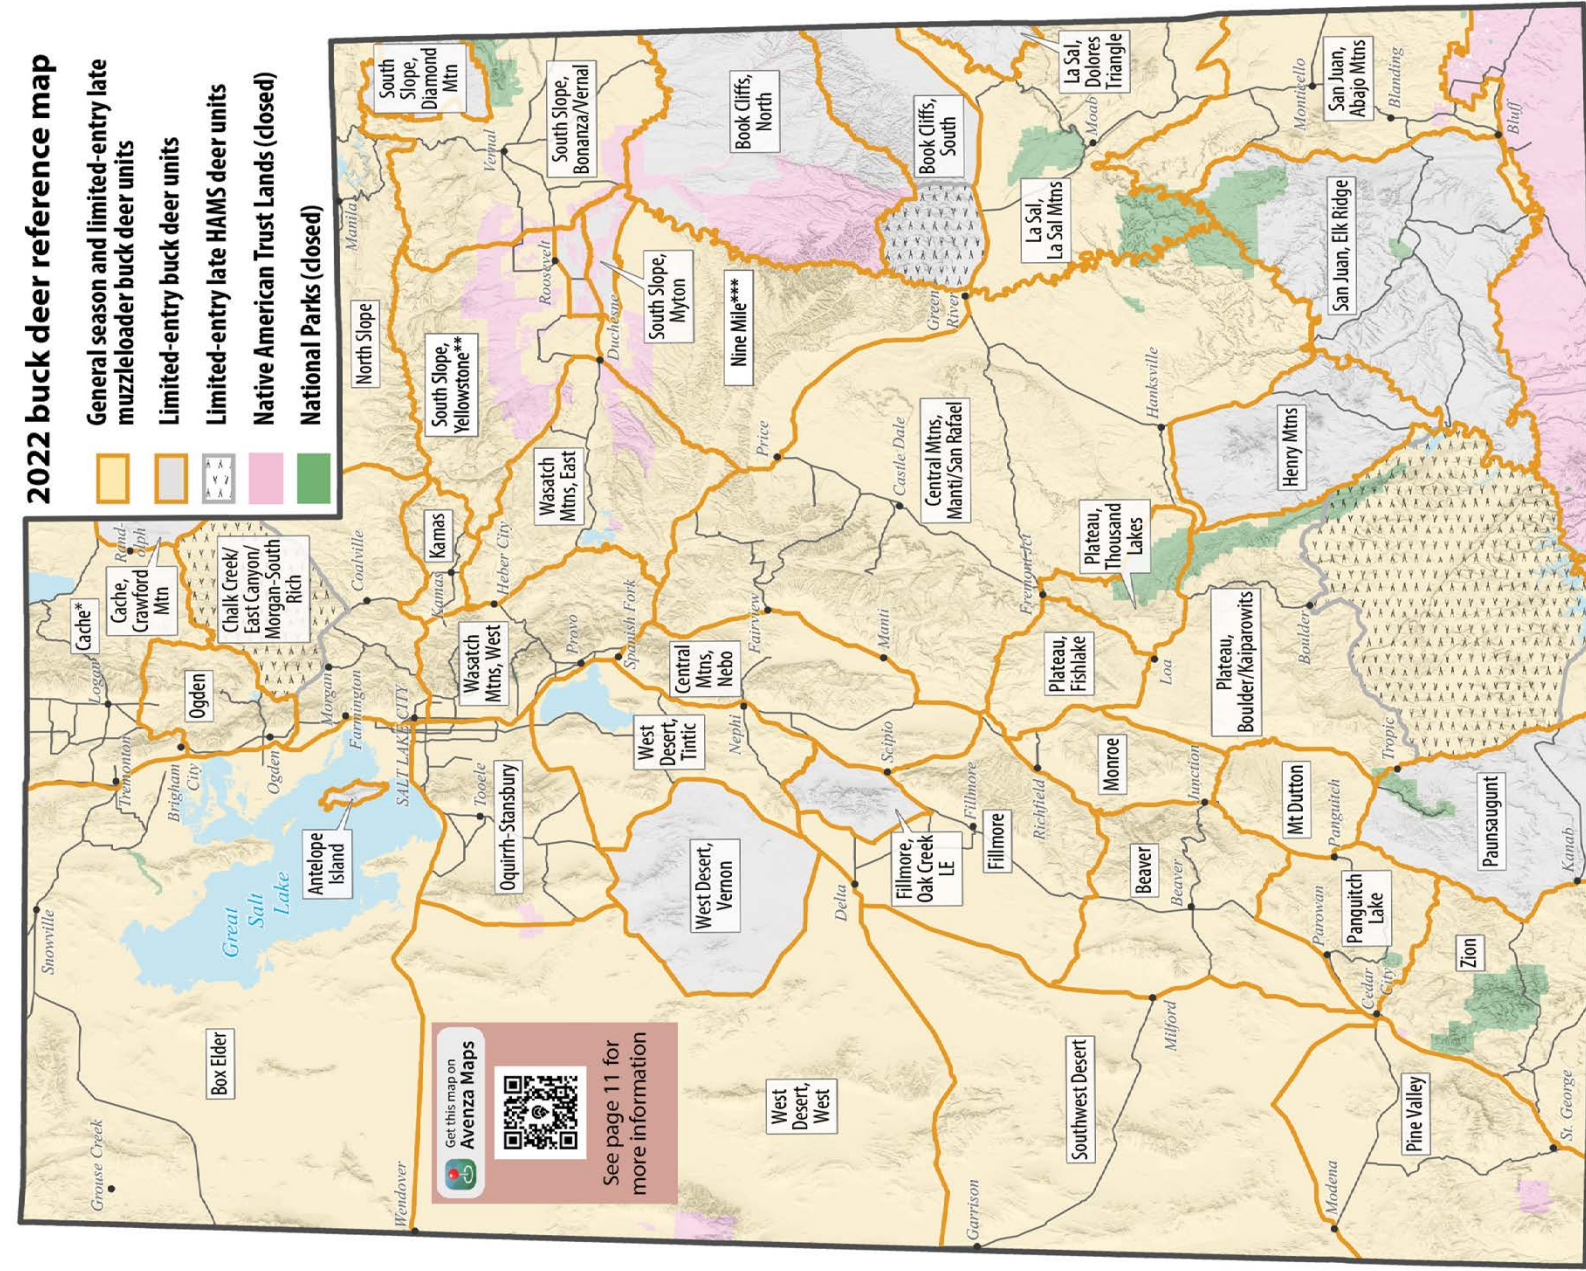 2022 buck deer reference map
General season and limited-entry late
muzzleloader buck deer units
Limited-entry buck deer units
Limited-entry late HAMS deer units
Native American Trust Lands (closed)
National Parks (closed)
Grouse Creek
Snowville
Box Elder
Great
Salt
Lake
Antelope
Island
Tremonton
Brigham
City
Logan
Cache*
Rand-
olph
Cache,
Crawford
Mtn
Ogden
Ogden
Chalk Creek/
East Canyon/
Morgan-South
Rich
Morgan
Farmington
Coalville
SALT LAKE CITY
Wendover
Get this map on
Avenza Maps
See page 11 for
more information
Tooele
Oquirrh-Stansbury
Wasatch
Mtns, West
Kamas
Kamas
Heber City
Provo
Spanish Fork
North Slope
Manila
South
Slope,
Diamond
Mtn
South Slope,
Yellowstone**
Vernal
South Slope,
Bonanza/Vernal
Roosevelt
Duchesne
South Slope,
Myton
Wasatch
Mtns, East
Nine Mile***
Book Cliffs,
North
Book Cliffs,
South
West Desert,
Vernon
West
Desert,
Tintic
Central
Mtns,
Nebo
Nephi
Fairview
Price
West
Desert,
West
Delta
Fillmore,
Oak Creek
LE
Scipio
Manti
Castle Dale
Central Mtns,
Manti/San Rafael
Green
River
Fillmore
Fillmore
Garrison
Southwest Desert
Richfield
Plateau,
Fishlake
Fremont Jct
Plateau,
Thousand
Lakes
La Sal,
La Sal Mtns
La Sal,
Dolores
Triangle
Moab
Monroe
Loa
Hanksville
Milford
Beaver
Beaver
Junction
Plateau,
Boulder/Kaiparowits
Boulder
Henry Mtns
San Juan, Elk Ridge
Monticello
San Juan,
Abajo Mtns
Blanding
Bluff
Modena
Pine Valley
Cedar
City
Parowan
Panguitch
Lake
Mt Dutton
Panguitch
Tropic
Zion
Paunsaugunt
St. George
Kanab